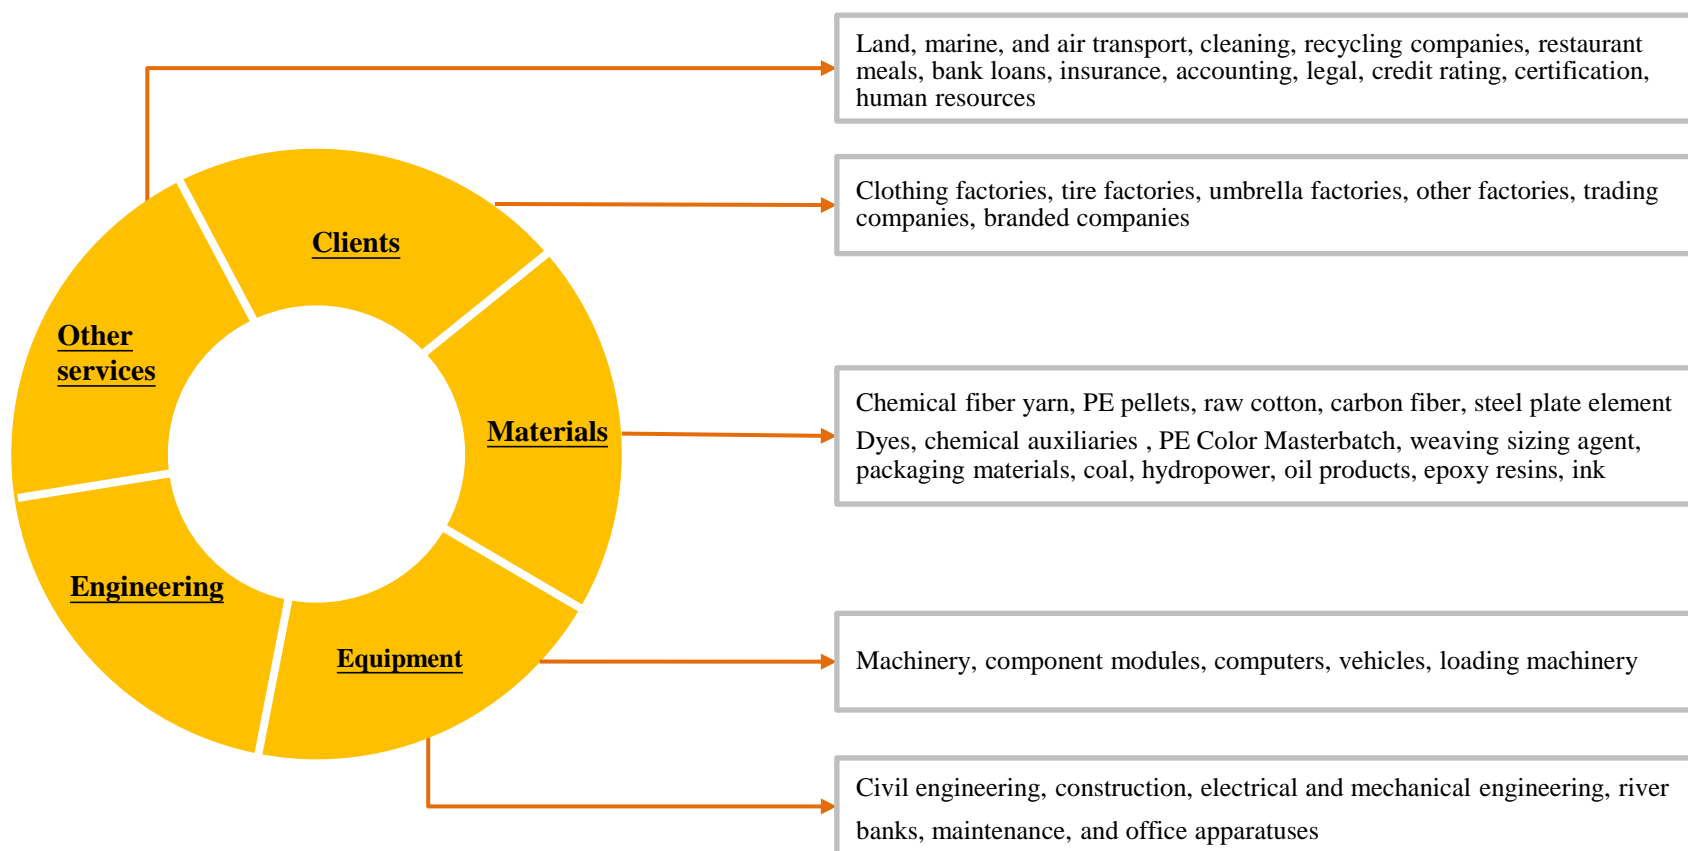 Land, marine, and air transport, cleaning, recycling companies, restaurant
meals, bank loans, insurance, accounting, legal, credit rating, certification,
human resources
Clothing factories, tire factories, umbrella factories, other factories, trading
companies, branded companies
Clients
Other
services
Materials
Chemical fiber yarn, PE pellets, raw cotton, carbon fiber, steel plate element
Dyes, chemical auxiliaries , PE Color Masterbatch, weaving sizing agent,
packaging materials, coal, hydropower, oil products, epoxy resins, ink
Engineering
Equipment
Machinery, component modules, computers, vehicles, loading machinery
Civil engineering, construction, electrical and mechanical engineering, river
banks, maintenance, and office apparatuses